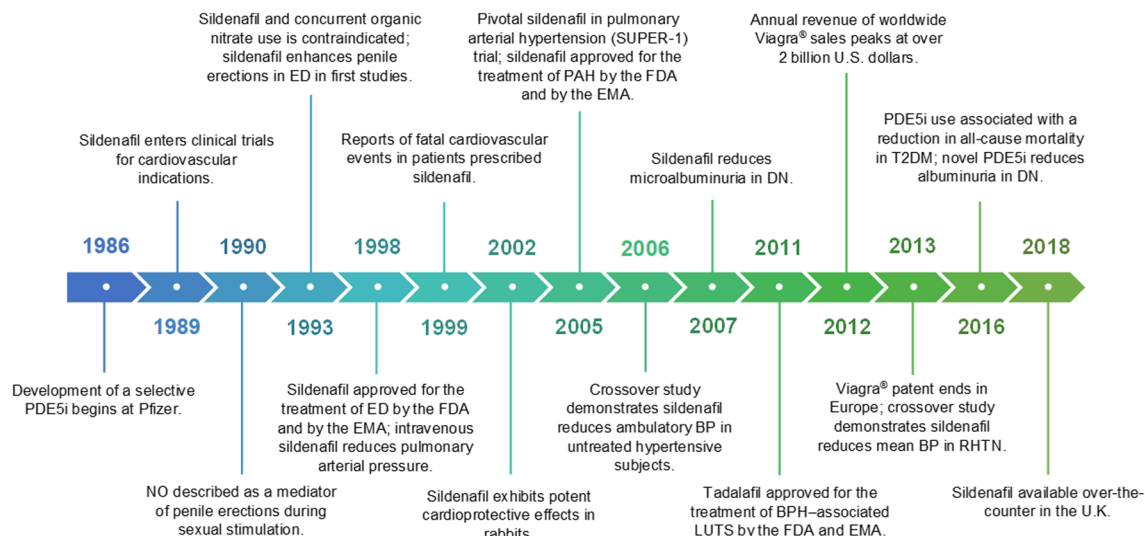 Sildenafil and concurrent organic
nitrate use is contraindicated;
sildenafil enhances penile
erections in ED in first studies.
Pivotal sildenafil in pulmonary
arterial hypertension (SUPER-1)
trial; sildenafil approved for the
treatment of PAH by the FDA
and by the EMA.
Annual revenue of worldwide
Viagra® sales peaks at over
2 billion U.S. dollars.
Sildenafil enters clinical trials
for cardiovascular
indications.
Reports of fatal cardiovascular
events in patients prescribed
sildenafil.
Sildenafil reduces
microalbuminuria in DN.
PDE5i use associated with a
reduction in all-cause mortality
in T2DM; novel PDE5i reduces
albuminuria in DN.
1986
1990
1998
2002
2006
2011
2013
2018
1989
1993
1999
2005
2007
2012
2016
Development of a selective
PDE5i begins at Pfizer.
Sildenafil approved for the
treatment of ED by the FDA
and by the EMA; intravenous
sildenafil reduces pulmonary
arterial pressure.
Crossover study
demonstrates sildenafil
reduces ambulatory BP in
untreated hypertensive
subjects.
Viagra® patent ends in
Europe; crossover study
demonstrates sildenafil
reduces mean BP in RHTN.
NO described as a mediator
of penile erections during
sexual stimulation.
Sildenafil exhibits potent
cardioprotective effects in
rabbits
Tadalafil approved for the
treatment of BPH–associated
LUTS by the FDA and EMA.
Sildenafil available over-the-
counter in the U.K.